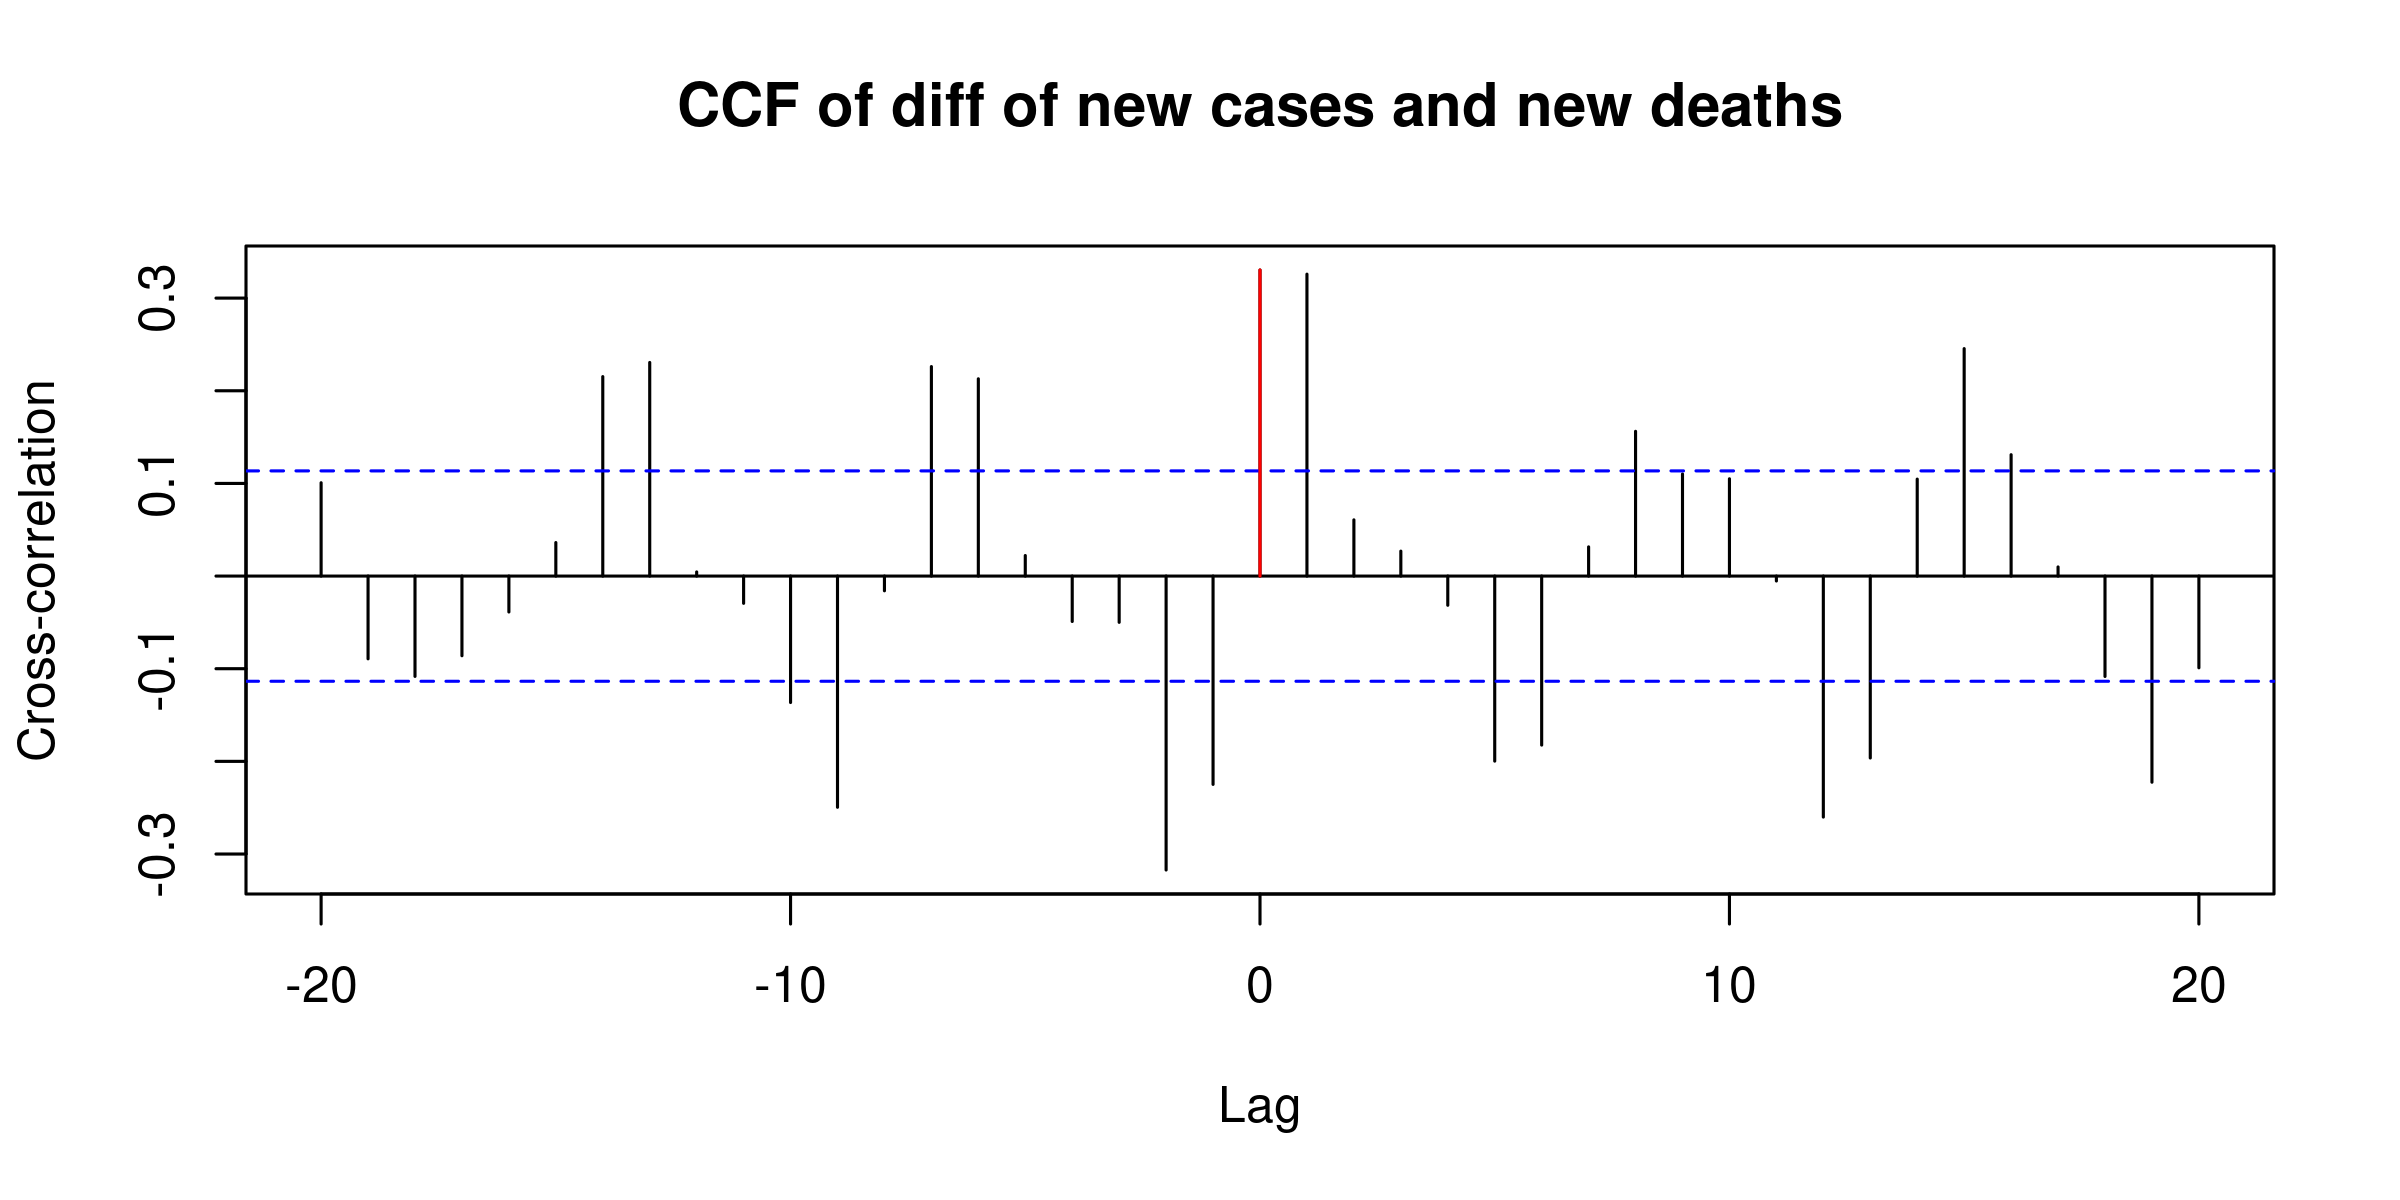 CCF of diff of new cases and new deaths
Cross-correlation
0.3
0.1
-0.1
-0.3
-20 -10 0 10 20
Lag